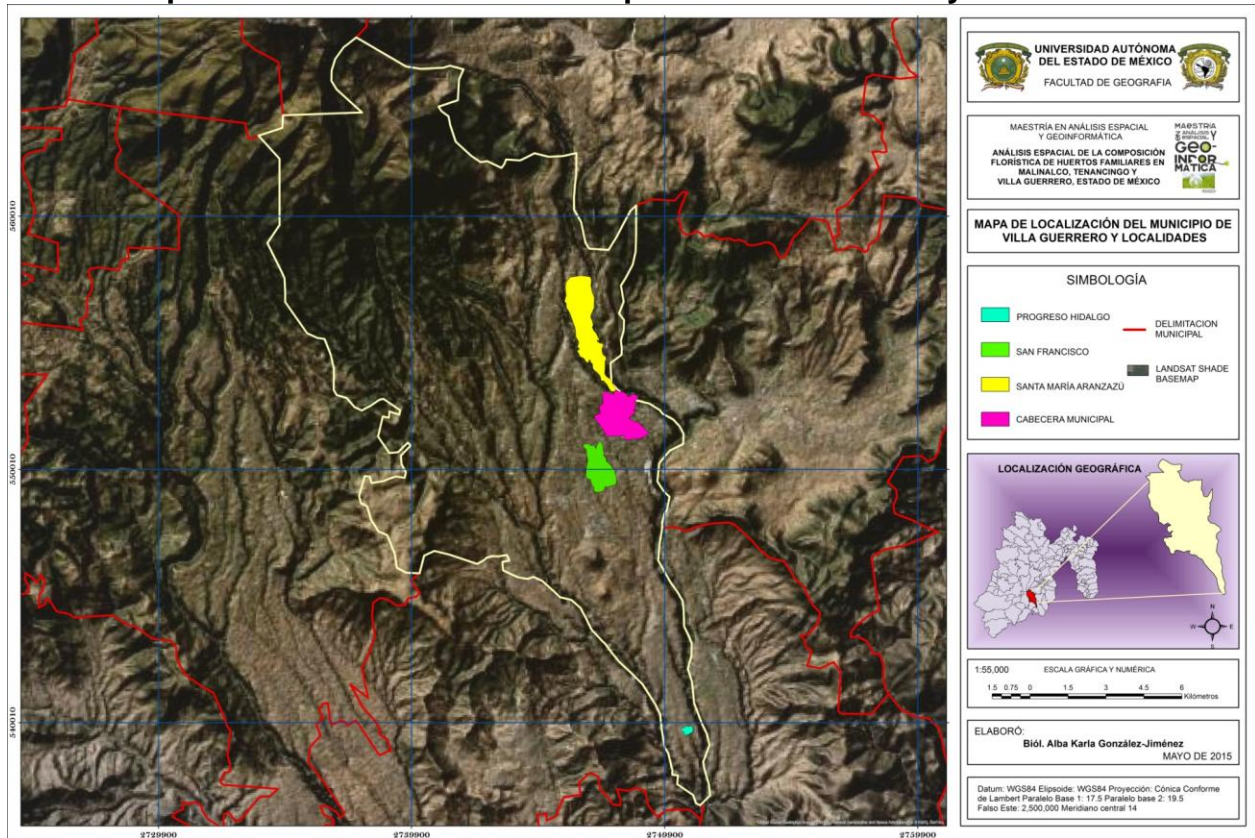 UNIVERSIDAD AUTÓNOMA
DEL ESTADO DE MÉXICO
FACULTAD DE GEOGRAFIA
MAESTRÍA EN ANÁLISIS ESPACIAL
Y GEOINFORMÁTICA
ANÁLISIS ESPACIAL DE LA COMPOSICIÓN
FLORÍSTICA DE HUERTOS FAMILIARES EN
MALINALCO, TENANCINGO Y
VILLA GUERRERO, ESTADO DE MÉXICO
MAESTRÍA
EN ANÁLISIS
ESPACIAL Y
GEO-
INFOR
MÁTICA
MAPA DE LOCALIZACIÓN DEL MUNICIPIO DE
VILLA GUERRERO Y LOCALIDADES
SIMBOLOGÍA
PROGRESO HIDALGO
SAN FRANCISCO
SANTA MARÍA ARANZAZÚ
CABECERA MUNICIPAL
DELIMITACION
MUNICIPAL
LANDSAT SHADE
BASEMAP
LOCALIZACIÓN GEOGRÁFICA
N
W E
S
1:55,000 ESCALA GRÁFICA Y NUMÉRICA
1.5 0.75 0 1.5 3 4.5 6
Kilómetros
ELABORÓ:
Biól. Alba Karla González-Jiménez
MAYO DE 2015
Datum: WGS84 Elipsoide: WGS84 Proyección: Cónica Conforme
de Lambert Paralelo Base 1: 17.5 Paralelo base 2: 19.5
Falso Este: 2,500,000 Meridiano central 14
560010
550010
540010
2729900 2739900 2749900 2759900